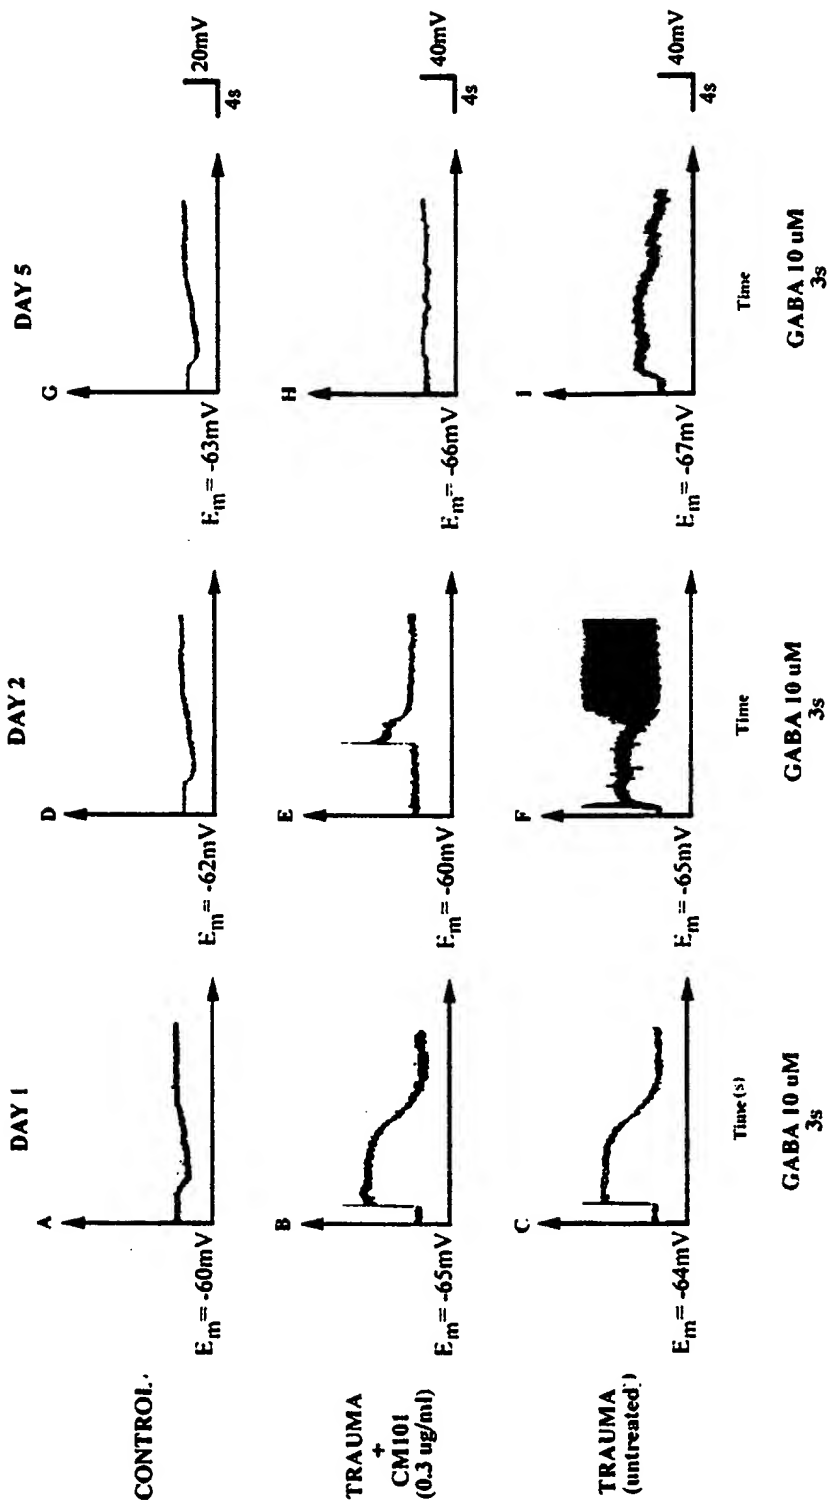 DAY 1
DAY 2
DAY 5
CONTROL
A
D
G
20mV
4s
Em = -60mV
Em = -62mV
Em = -63mV
TRAUMA
+
CM101
(0.3 ug/ml)
B
E
H
40mV
4s
Em = -65mV
Em = -60mV
Em = -66mV
TRAUMA
(untreated)
C
F
I
40mV
4s
Em = -64mV
Em = -65mV
Em = -67mV
Time (s)
Time
Time
GABA 10 uM
3s
GABA 10 uM
3s
GABA 10 uM
3s